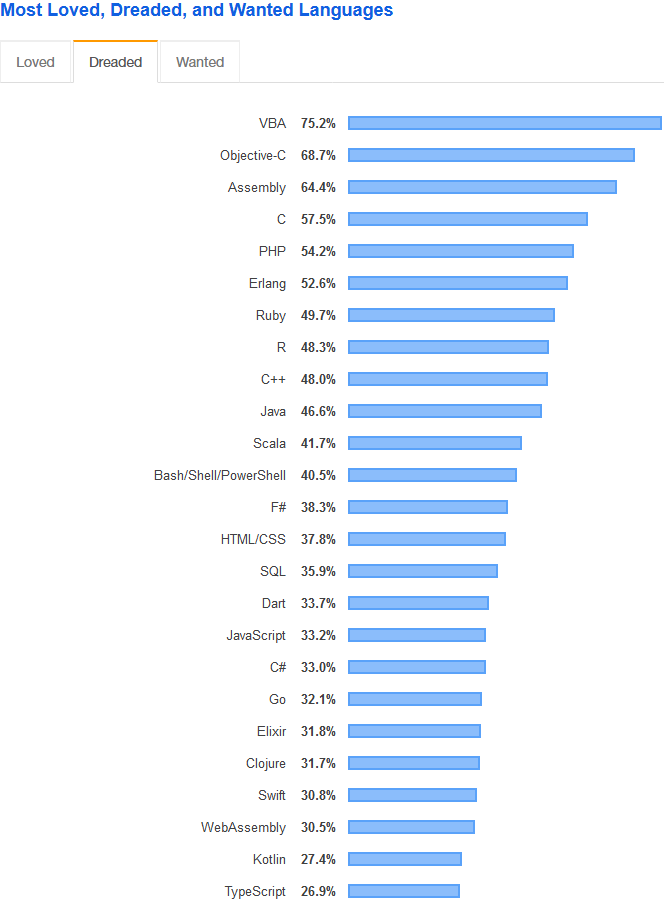 Most Loved, Dreaded, and Wanted Languages
Loved Dreaded Wanted
VBA 75.2%
Objective-C 68.7%
Assembly 64.4%
C 57.5%
PHP 54.2%
Erlang 52.6%
Ruby 49.7%
R 48.3%
C++ 48.0%
Java 46.6%
Scala 41.7%
Bash/Shell/PowerShell 40.5%
F# 38.3%
HTML/CSS 37.8%
SQL 35.9%
Dart 33.7%
JavaScript 33.2%
C# 33.0%
Go 32.1%
Elixir 31.8%
Clojure 31.7%
Swift 30.8%
WebAssembly 30.5%
Kotlin 27.4%
TypeScript 26.9%